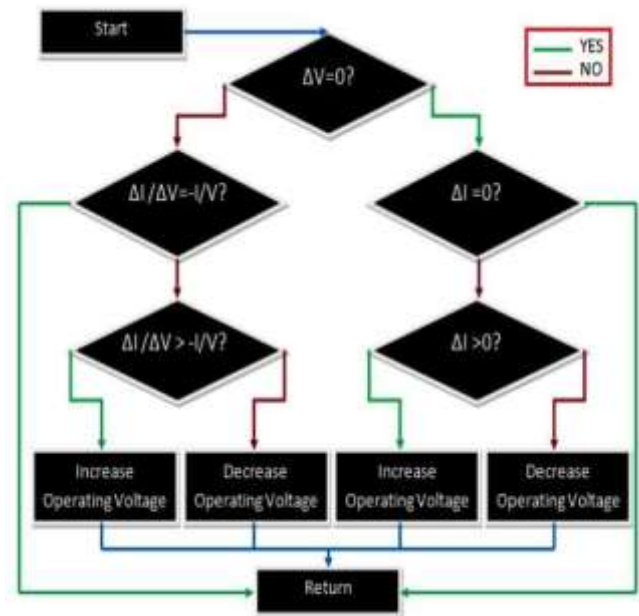 Start
YES
NO
ΔV=0?
ΔI/ΔV=-I/V?
ΔI=0?
ΔI/ΔV > -I/V?
ΔI >0?
Increase
Operating Voltage
Decrease
Operating Voltage
Increase
Operating Voltage
Decrease
Operating Voltage
Return